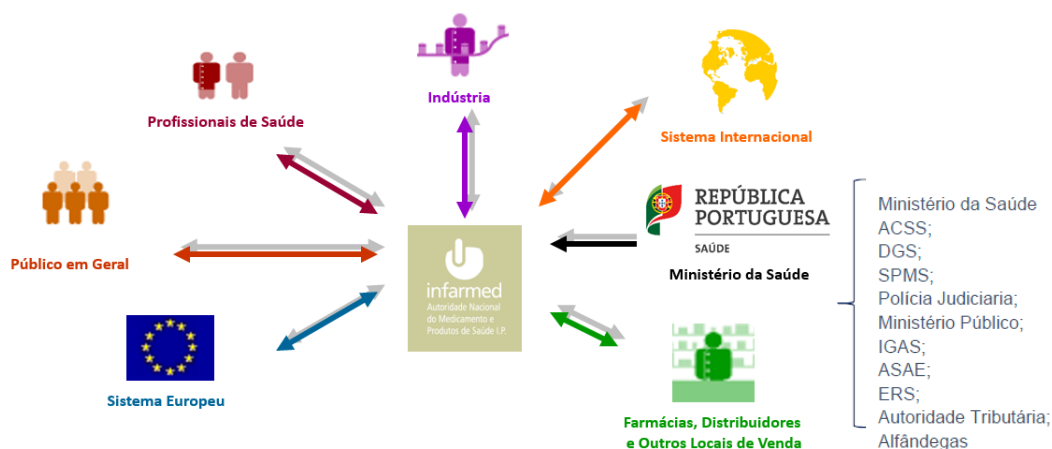 Indústria
Profissionais de Saúde
Sistema Internacional
Público em Geral
REPÚBLICA
PORTUGUESA
SAÚDE
Ministério da Saúde
infarmed
Autoridade Nacional
do Medicamento e
Produtos de Saúde I.P.
Sistema Europeu
Farmácias, Distribuidores
e Outros Locais de Venda
Ministério da Saúde
ACSS;
DGS;
SPMS;
Polícia Judiciaria;
Ministério Público;
IGAS;
ASAE;
ERS;
Autoridade Tributária;
Alfândegas